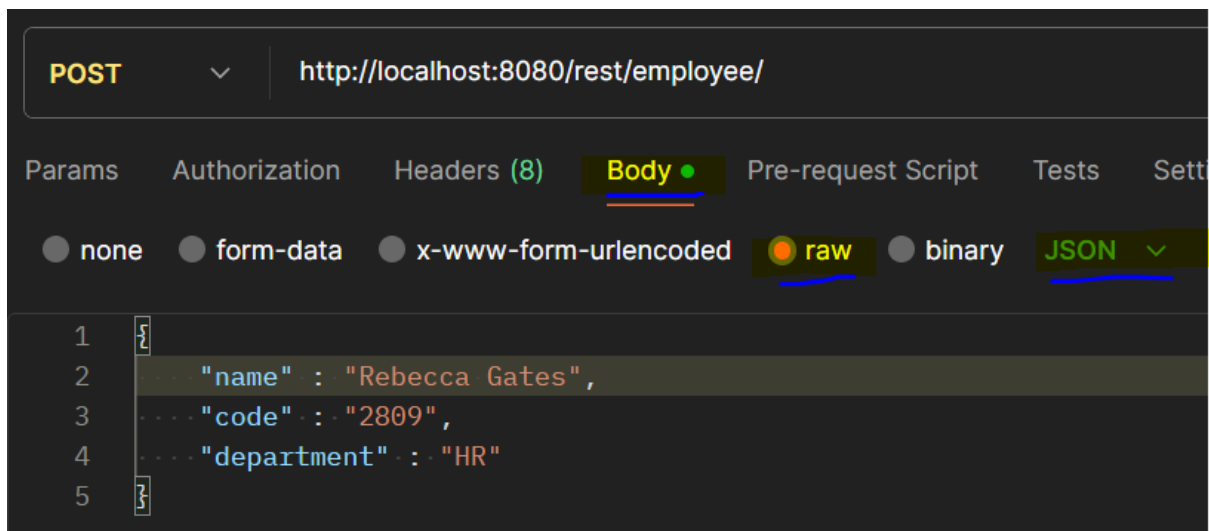 POST http://localhost:8080/rest/employee/
Params Authorization Headers (8) Body Pre-request Script Tests Setti
none form-data x-www-form-urlencoded raw binary JSON
1 {
2 "name" : "Rebecca Gates",
3 "code" : "2809",
4 "department" : "HR"
5 }